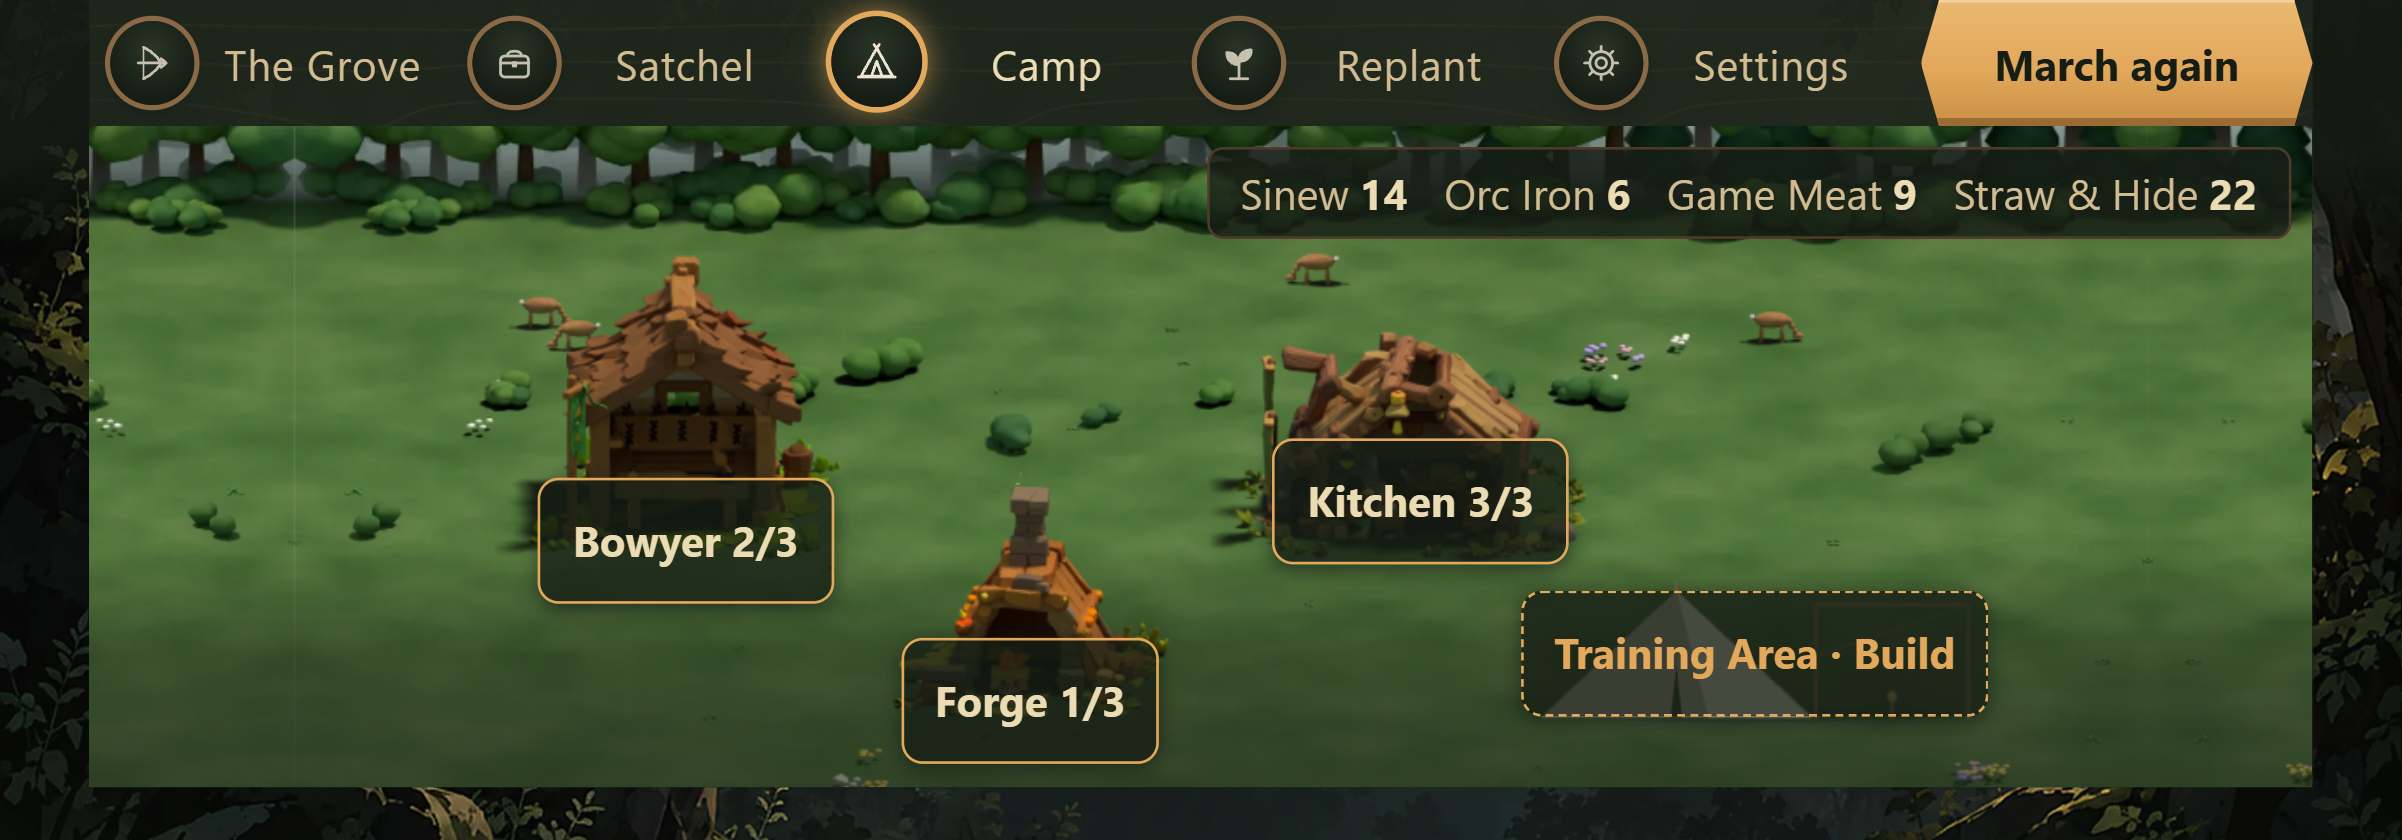 The Grove Satchel Camp Replant Settings March again
Sinew 14 Orc Iron 6 Game Meat 9 Straw & Hide 22
Kitchen 3/3
Bowyer 2/3
Training Area · Build
Forge 1/3